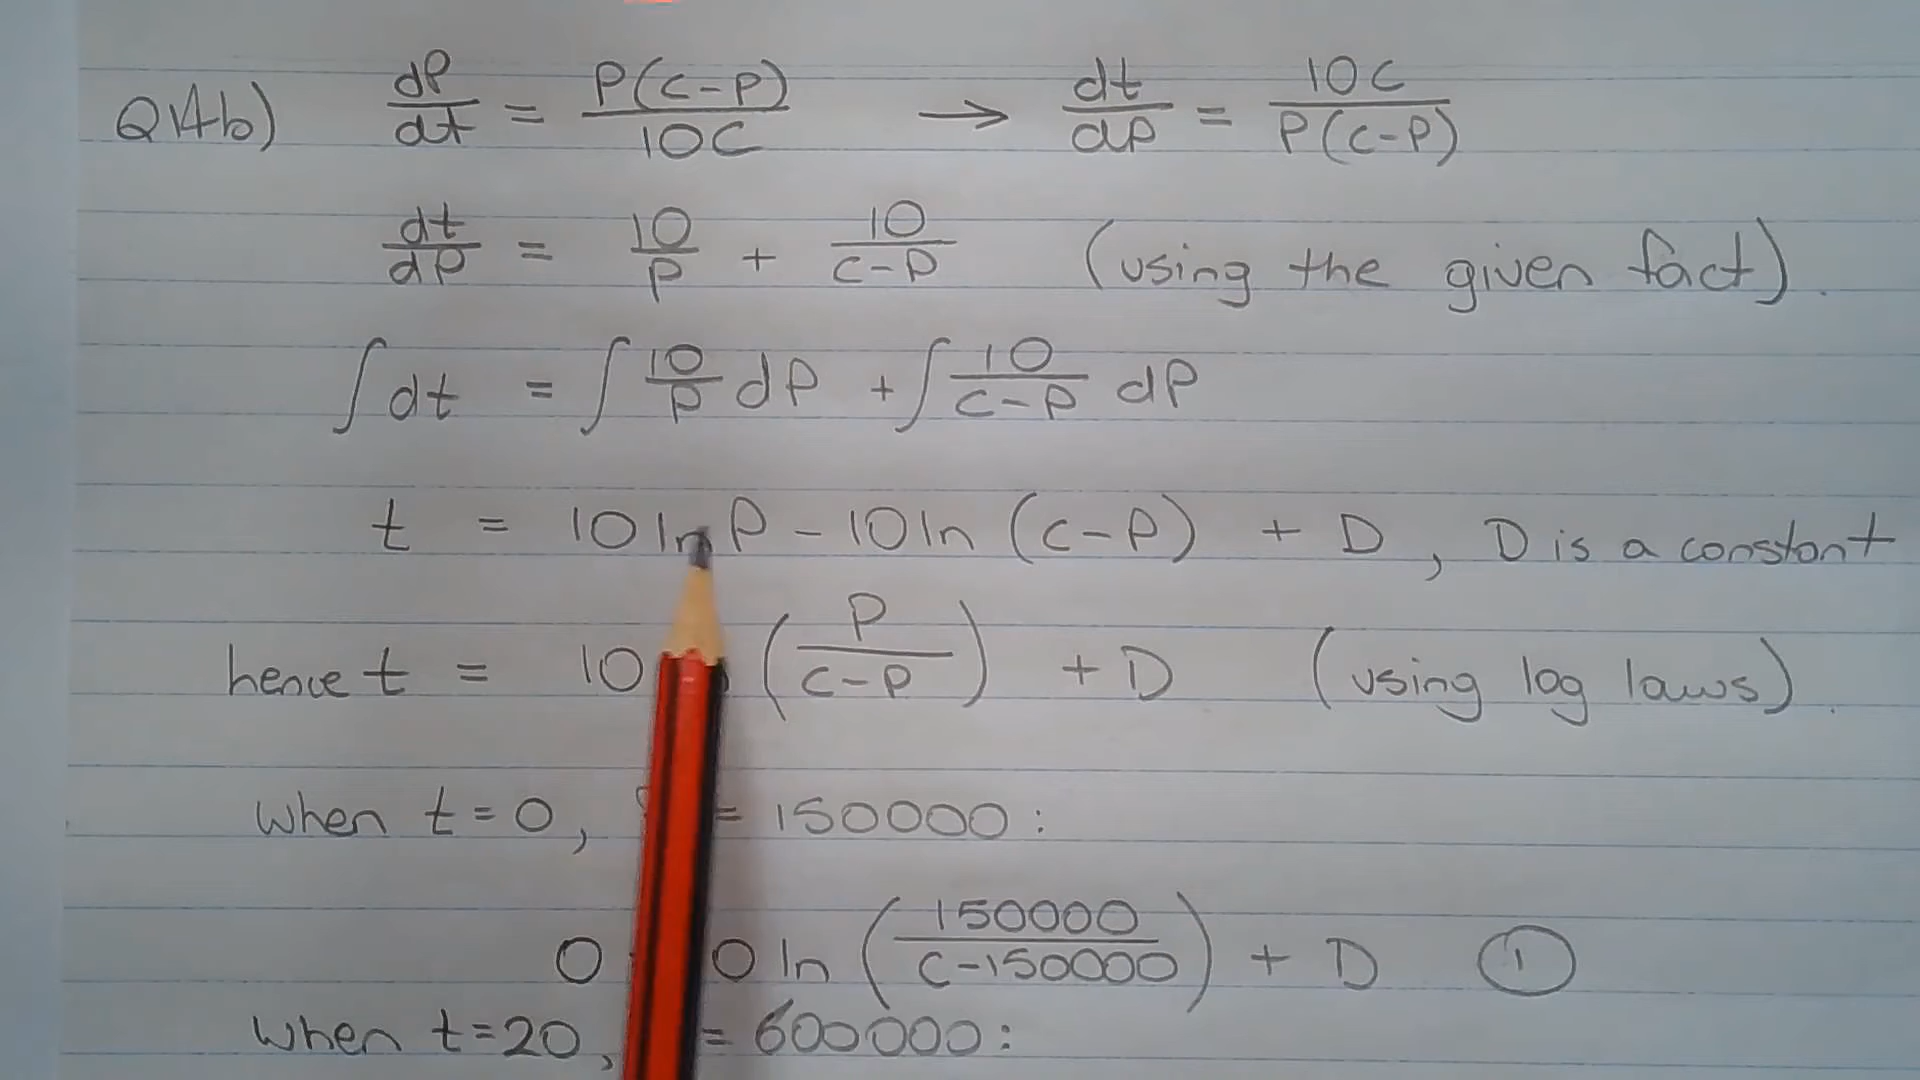 Q14b) dP/dt = P(C-P)/10C → dt/dP = 10C/P(C-P)
dt/dP = 10/P + 10/C-P (using the given fact).
∫dt = ∫10/P dP + ∫10/C-P dP
t = 10 ln P - 10 ln (C-P) + D, D is a constant
hence t = 10 (P/C-P) + D (using log laws).
when t=0, = 150000:
0 0 ln (150000/C-150000) + D ①
when t=20, = 600000: